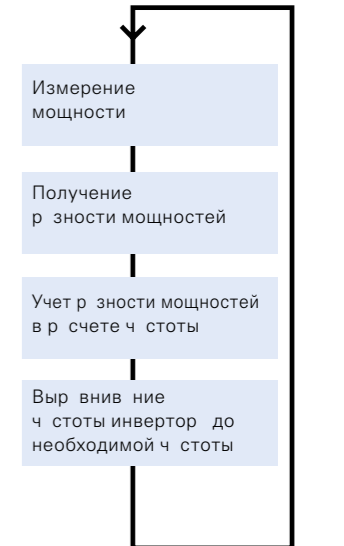 Измерение
мощности
Получение
р зности мощностей
Учет р зности мощностей
в р счете ч стоты
Выр внив ние
ч стоты инвертор до
необходимой ч стоты